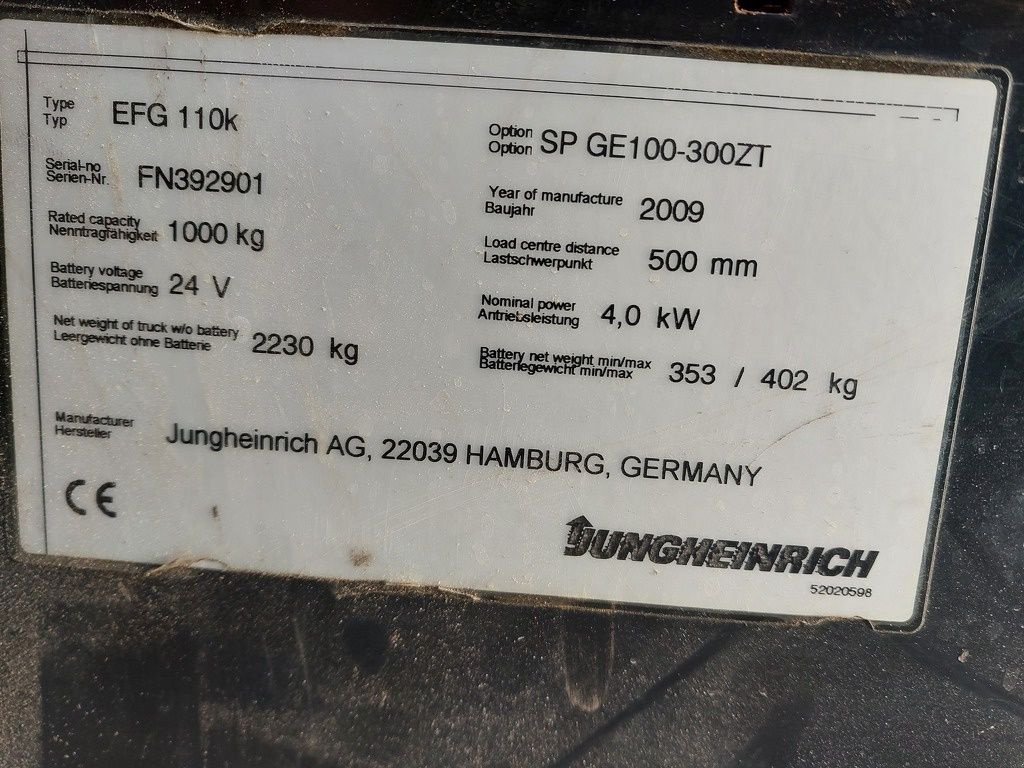 Type
Typ EFG 110k
Option
Option SP GE100-300ZT
Serial-no
Serien-Nr. FN392901
Year of manufacture
Baujahr 2009
Rated capacity
Nenntragfähigkeit 1000 kg
Load centre distance
Lastschwerpunkt 500 mm
Battery voltage
Batteriespannung 24 V
Nominal power
Antriebsleistung 4,0 kW
Net weight of truck w/o battery
Leergewicht ohne Batterie 2230 kg
Battery net weight min/max
Batteriegewicht min/max 353 / 402 kg
Manufacturer
Hersteller Jungheinrich AG, 22039 HAMBURG, GERMANY
CE
JUNGHEINRICH
52020598